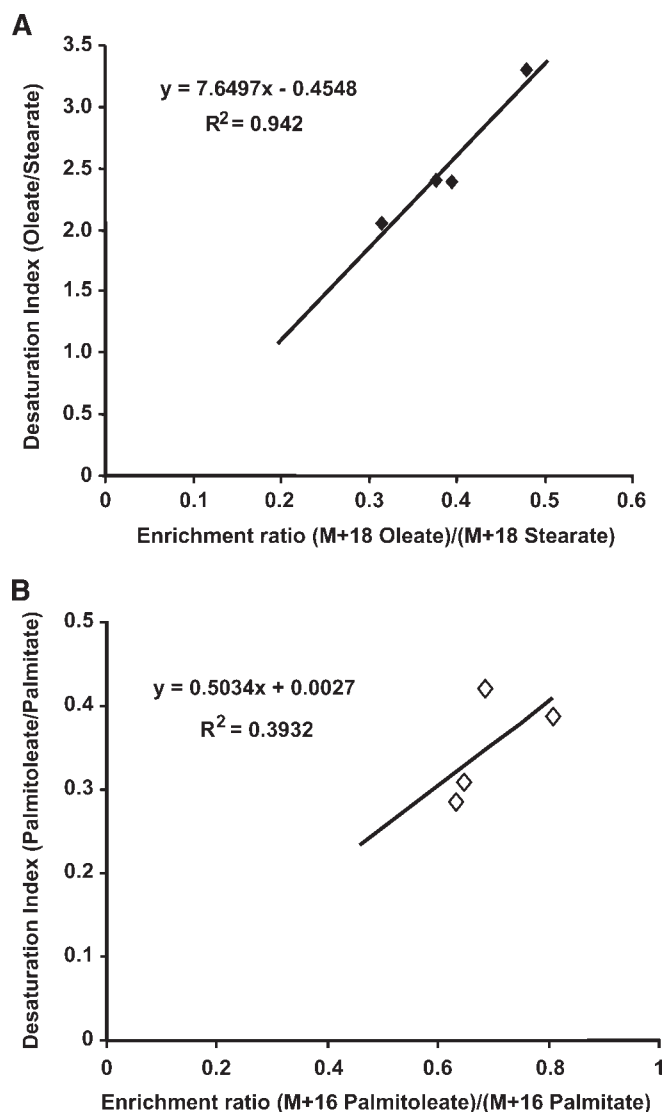 A
3.5
y = 7.6497x - 0.4548
3.0
R2 = 0.942
2.5
2.0
1.5
1.0
0.5
0
Desaturation Index (Oleate/Stearate)
0 0.1 0.2 0.3 0.4 0.5 0.6
Enrichment ratio (M+18 Oleate)/(M+18 Stearate)
B
0.5
y = 0.5034x + 0.0027
0.4
R2 = 0.3932
0.3
0.2
0.1
0
Desaturation Index (Palmitoleate/Palmitate)
0 0.2 0.4 0.6 0.8 1
Enrichment ratio (M+16 Palmitoleate)/(M+16 Palmitate)